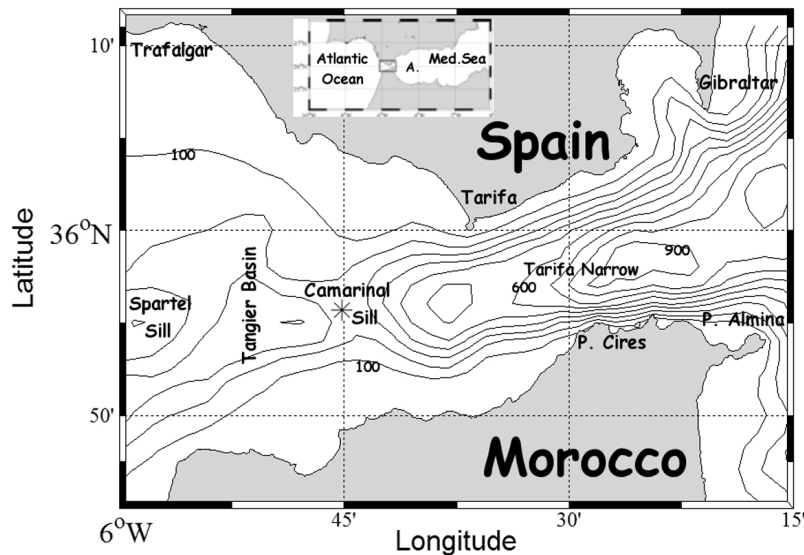 10'
Trafalgar
Atlantic
Ocean
A.
Med.Sea
Gibraltar
Spain
100
Tarifa
36°N
Latitude
900
Tarifa Narrow
600
Tangier Basin
Camarinal
Sill
Spartel
Sill
P. Almina
P. Cires
100
50'
Morocco
6°W
45'
30'
15'
Longitude